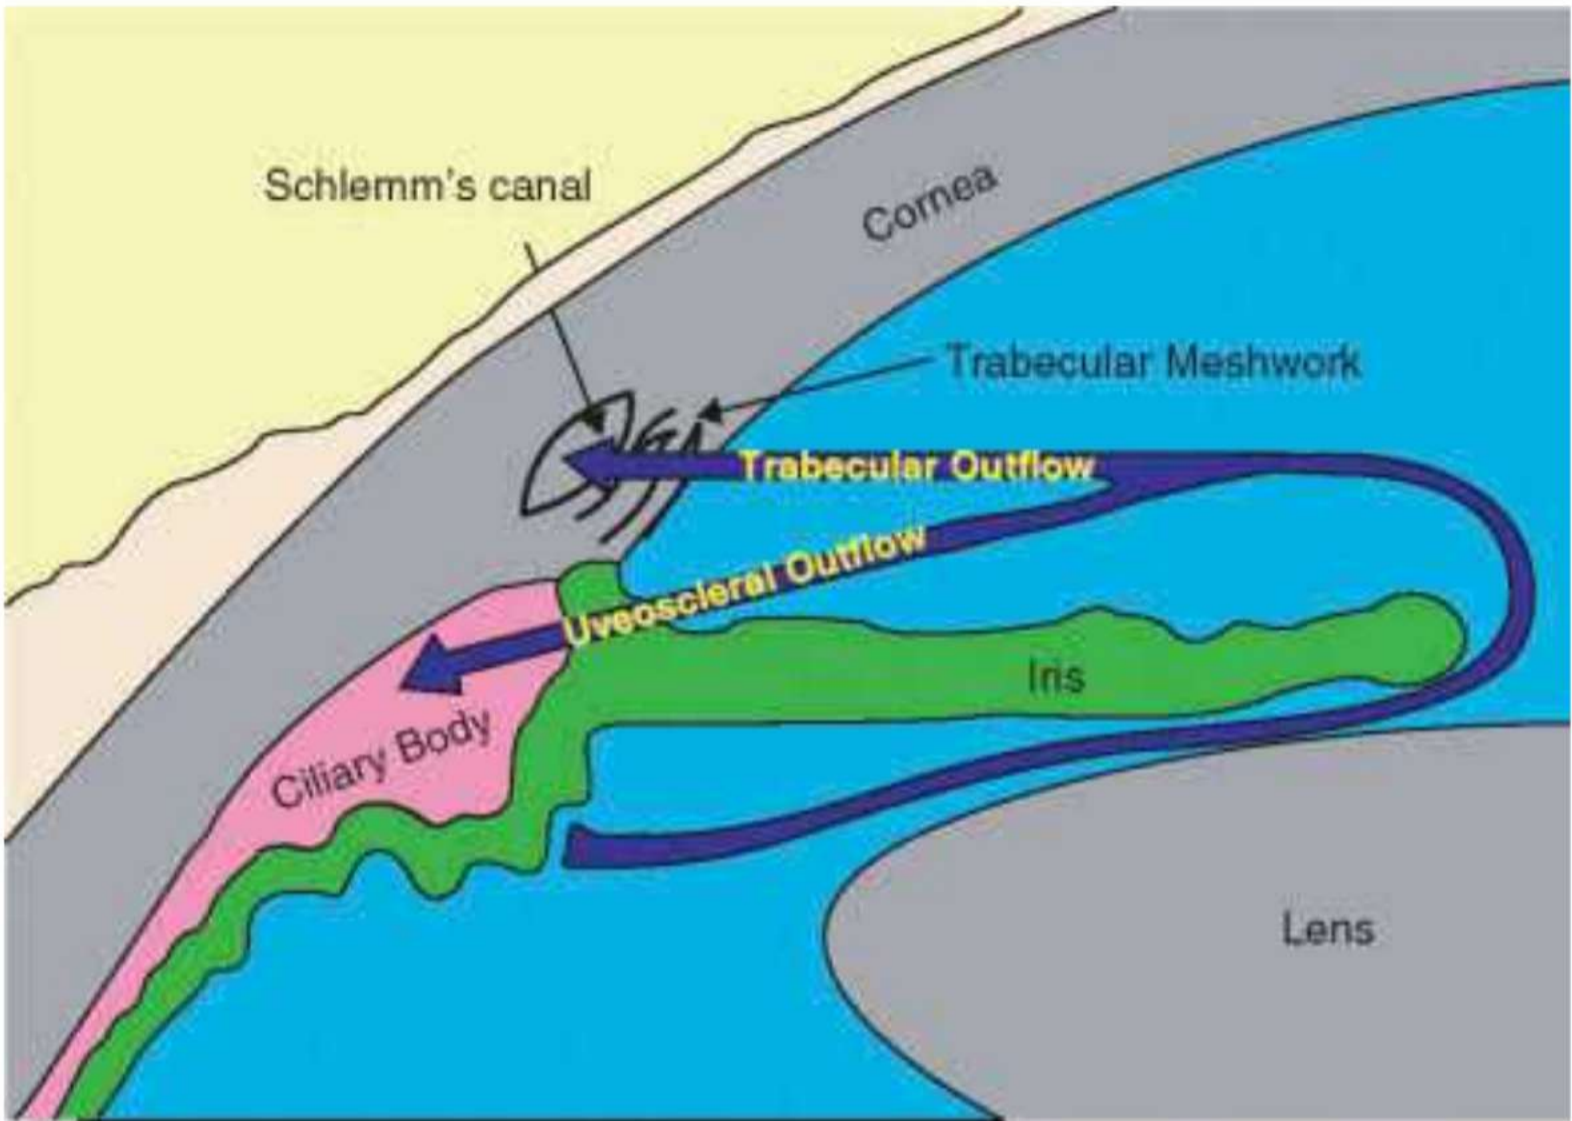 Schlemm's canal
Cornea
Trabecular Meshwork
Trabecular Outflow
Uveoscleral Outflow
Iris
Ciliary Body
Lens